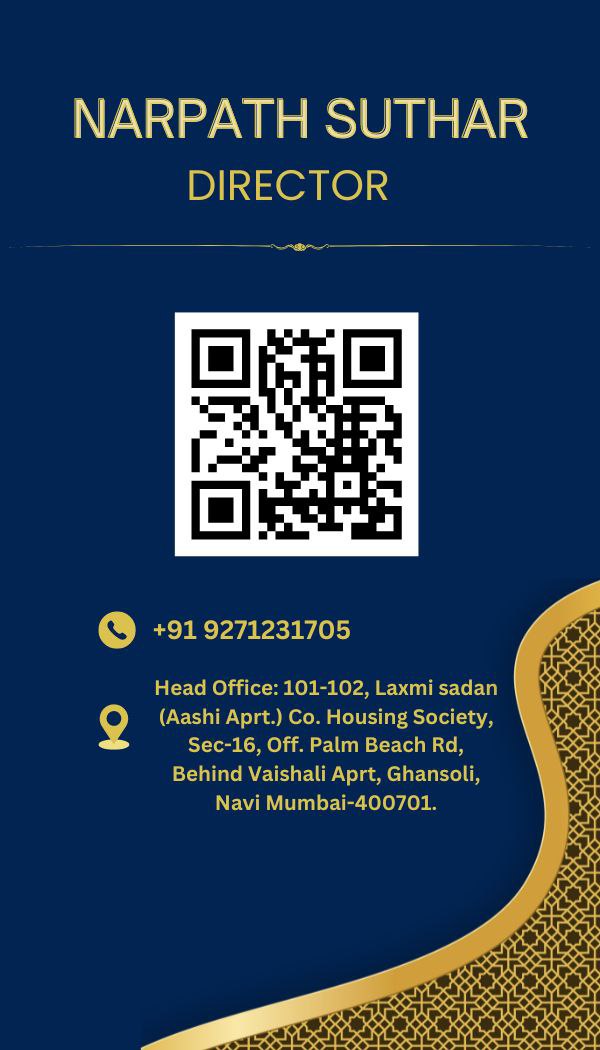 NARPATH SUTHAR
DIRECTOR
+91 9271231705
Head Office: 101-102, Laxmi sadan
(Aashi Aprt.) Co. Housing Society,
Sec-16, Off. Palm Beach Rd,
Behind Vaishali Aprt, Ghansoli,
Navi Mumbai-400701.